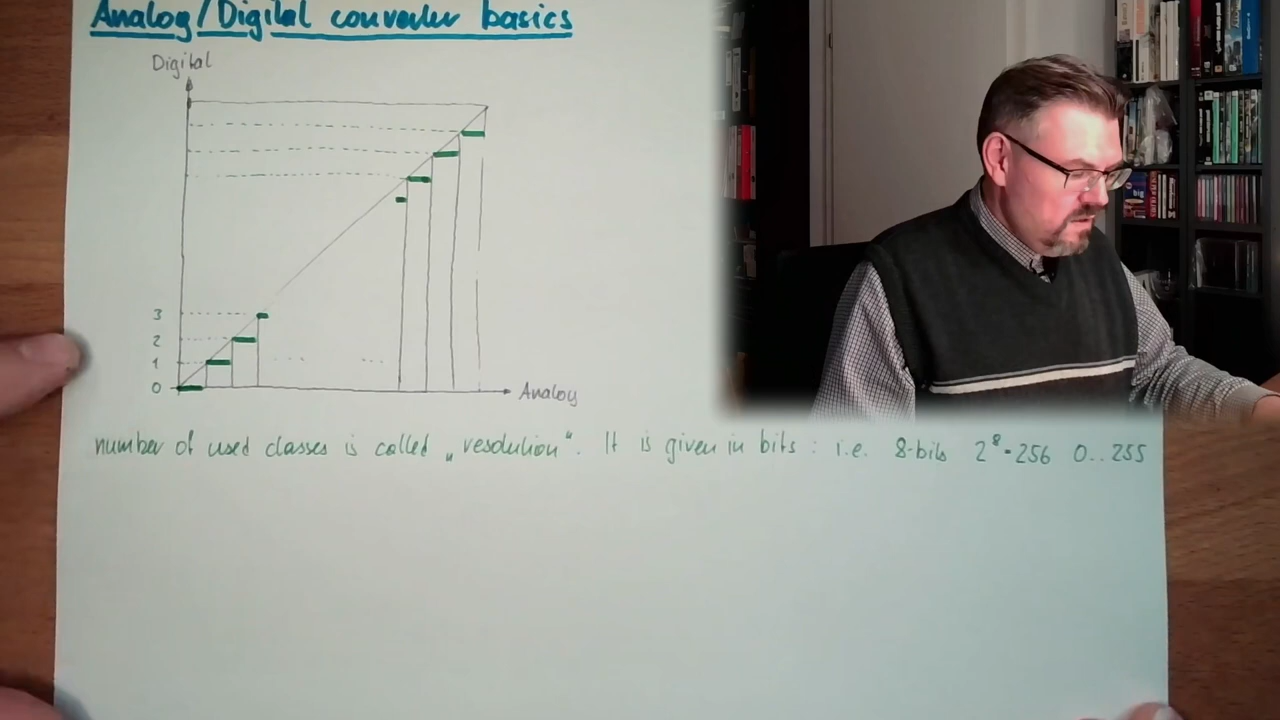 Analog/Digital converter basics
Digital
3
2
1
0
Analog
number of used classes is called „resolution“. It is given in bits : i.e. 8-bits 2⁸=256 0..255
big